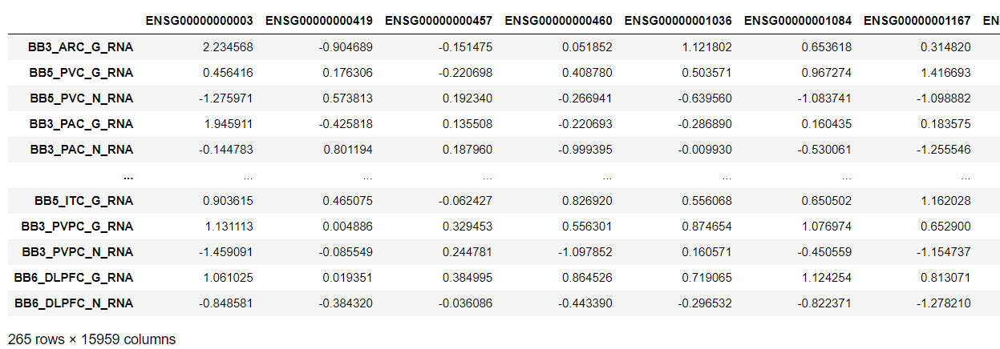 ENSG00000000003 ENSG00000000419 ENSG00000000457 ENSG00000000460 ENSG00000001036 ENSG00000001084 ENSG00000001167 EN
BB3_ARC_G_RNA 2.234568 -0.904689 -0.151475 0.051852 1.121802 0.653618 0.314820
BB5_PVC_G_RNA 0.456416 0.176306 -0.220698 0.408780 0.503571 0.967274 1.416693
BB5_PVC_N_RNA -1.275971 0.573813 0.192340 -0.266941 -0.639560 -1.083741 -1.098882
BB3_PAC_G_RNA 1.945911 -0.425818 0.135508 -0.220693 -0.286890 0.160435 0.183575
BB3_PAC_N_RNA -0.144783 0.801194 0.187960 -0.999395 -0.009930 -0.530061 -1.255546
... ... ... ... ... ... ... ...
BB5_ITC_G_RNA 0.903615 0.465075 -0.062427 0.826920 0.556068 0.650502 1.162028
BB3_PVPC_G_RNA 1.131113 0.004886 0.329453 0.556301 0.874654 1.076974 0.652900
BB3_PVPC_N_RNA -1.459091 -0.085549 0.244781 -1.097852 0.160571 -0.450559 -1.154737
BB6_DLPFC_G_RNA 1.061025 0.019351 0.384995 0.864526 0.719065 1.124254 0.813071
BB6_DLPFC_N_RNA -0.848581 -0.384320 -0.036086 -0.443390 -0.296532 -0.822371 -1.278210
265 rows × 15959 columns